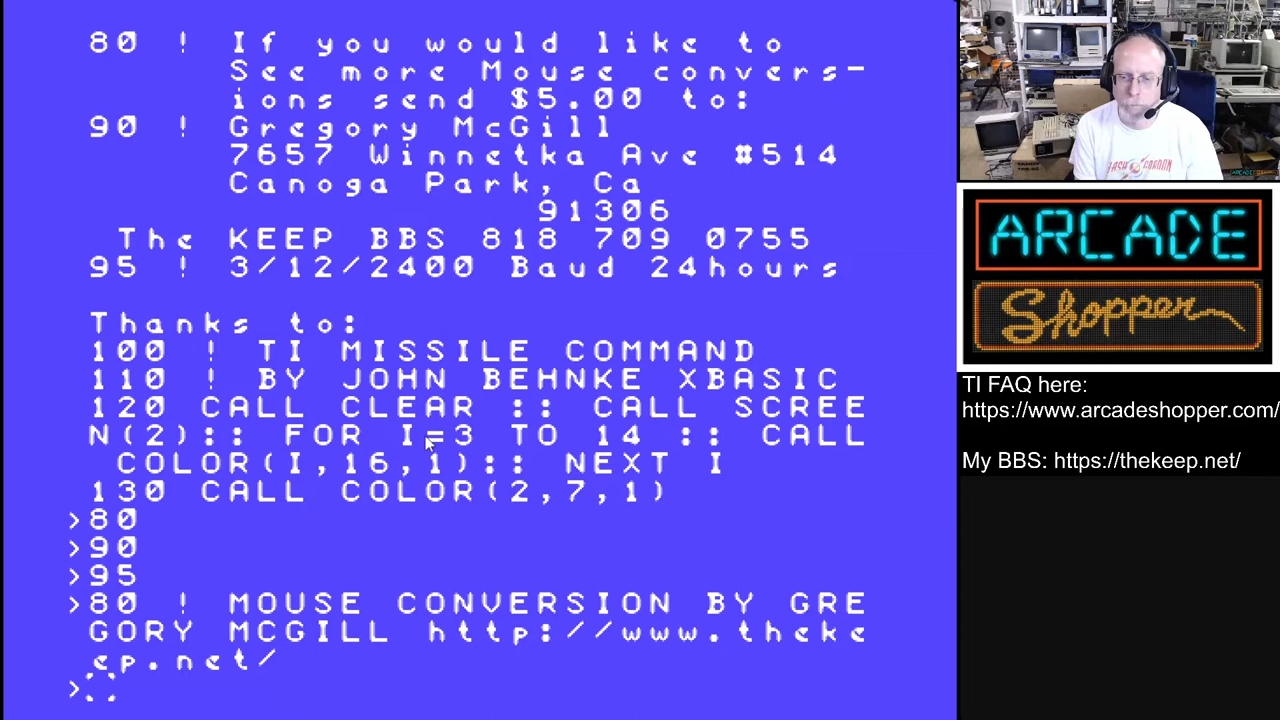 80 ! If you would like to
See more Mouse convers-
ions send $5.00 to:
90 ! Gregory McGill
7657 Winnetka Ave #514
Canoga Park, Ca
91306
The KEEP BBS 818 709 0755
95 ! 3/12/2400 Baud 24hours
Thanks to:
100 ! TI MISSILE COMMAND
110 ! BY JOHN BEHNKE XBASIC
120 CALL CLEAR :: CALL SCREE
N(2):: FOR I=3 TO 14 :: CALL
COLOR(I,16,1):: NEXT I
130 CALL COLOR(2,7,1)
>80
>90
>95
>80 ! MOUSE CONVERSION BY GRE
GORY MCGILL http://www.theke
ep.net/
>
ARCADE
Shopper
TI FAQ here:
https://www.arcadeshopper.com/
My BBS: https://thekeep.net/